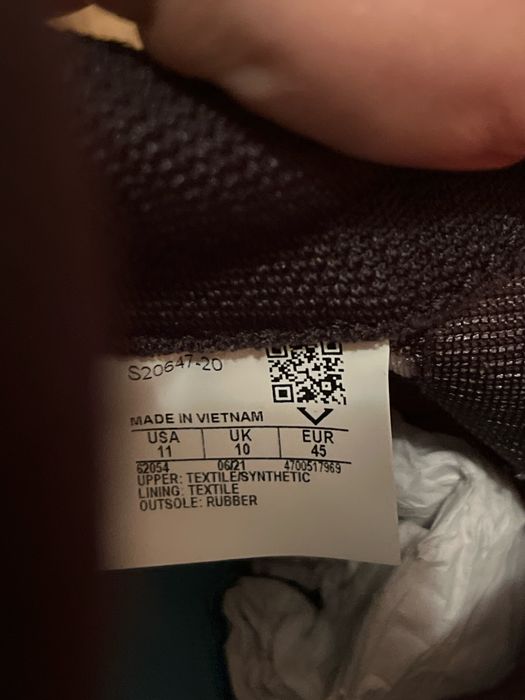 S20647-20
MADE IN VIETNAM
USA UK EUR
11 10 45
62054 06/21 4700517969
UPPER: TEXTILE/SYNTHETIC
LINING: TEXTILE
OUTSOLE: RUBBER